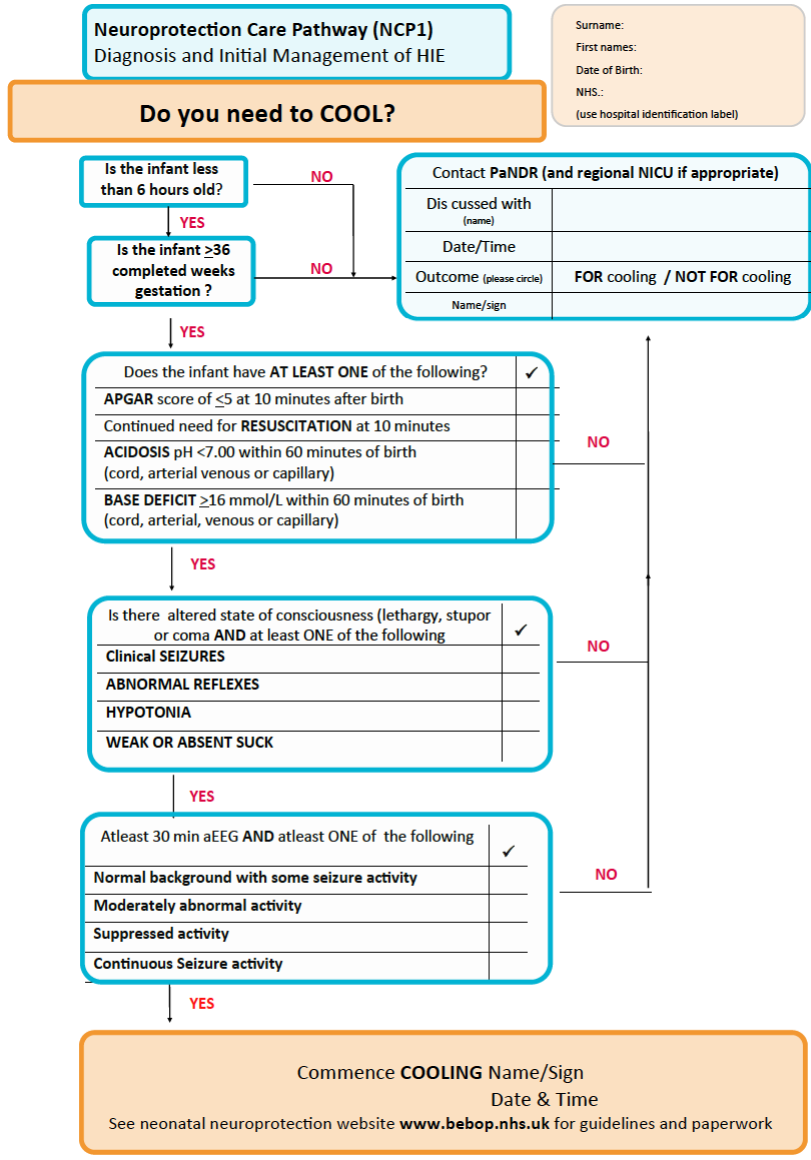 Neuroprotection Care Pathway (NCP1)
Diagnosis and Initial Management of HIE
Surname:
First names:
Date of Birth:
NHS.:
(use hospital identification label)
Do you need to COOL?
Is the infant less
than 6 hours old?
NO
YES
Is the infant ≥36
completed weeks
gestation ?
NO
YES
Contact PaNDR (and regional NICU if appropriate)
Dis cussed with
(name)
Date/Time
Outcome (please circle)
FOR cooling / NOT FOR cooling
Name/sign
Does the infant have AT LEAST ONE of the following?
✓
APGAR score of ≤5 at 10 minutes after birth
Continued need for RESUSCITATION at 10 minutes
ACIDOSIS pH <7.00 within 60 minutes of birth
(cord, arterial venous or capillary)
BASE DEFICIT ≥16 mmol/L within 60 minutes of birth
(cord, arterial, venous or capillary)
NO
YES
Is there altered state of consciousness (lethargy, stupor
or coma AND at least ONE of the following
✓
Clinical SEIZURES
ABNORMAL REFLEXES
HYPOTONIA
WEAK OR ABSENT SUCK
NO
YES
Atleast 30 min aEEG AND atleast ONE of the following
✓
Normal background with some seizure activity
Moderately abnormal activity
Suppressed activity
Continuous Seizure activity
NO
YES
Commence COOLING Name/Sign
Date & Time
See neonatal neuroprotection website www.bebop.nhs.uk for guidelines and paperwork